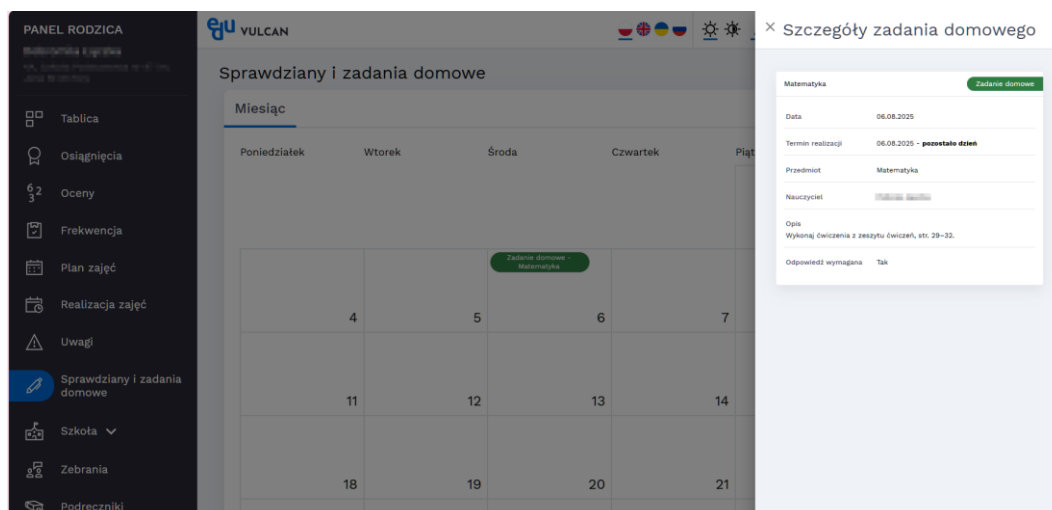 PANEL RODZICA
Tablica
Osiągnięcia
Oceny
Frekwencja
Plan zajęć
Realizacja zajęć
Uwagi
Sprawdziany i zadania
domowe
Szkoła
Zebrania
Podręczniki
edu VULCAN
Sprawdziany i zadania domowe
Miesiąc
Poniedziałek Wtorek Środa Czwartek Piąt
Zadanie domowe -
Matematyka
4 5 6 7
11 12 13 14
18 19 20 21
× Szczegóły zadania domowego
Matematyka Zadanie domowe
Data 06.08.2025
Termin realizacji 06.08.2025 - pozostało dzień
Przedmiot Matematyka
Nauczyciel
Opis
Wykonaj ćwiczenia z zeszytu ćwiczeń, str. 29–32.
Odpowiedź wymagana Tak